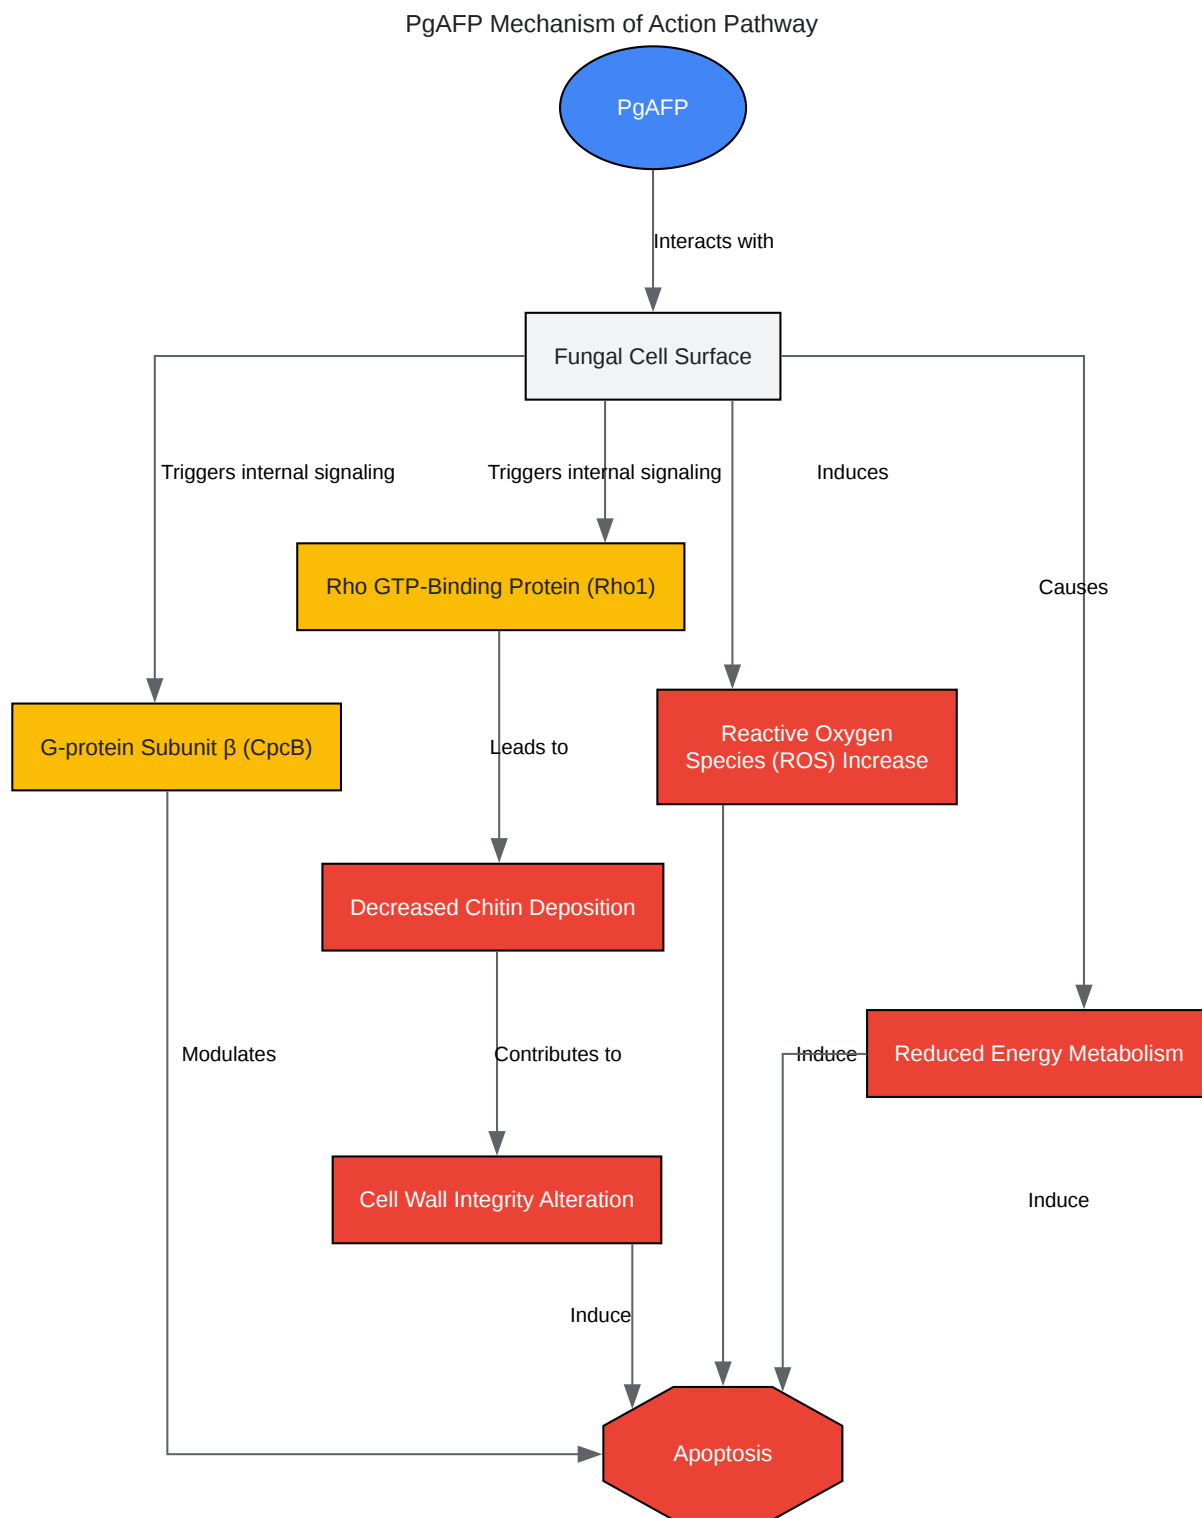 PgAFP Mechanism of Action Pathway
PgAFP
Interacts with
Fungal Cell Surface
Triggers internal signaling
Triggers internal signaling
Induces
Rho GTP-Binding Protein (Rho1)
Causes
G-protein Subunit β (CpcB)
Leads to
Reactive Oxygen
Species (ROS) Increase
Decreased Chitin Deposition
Modulates
Contributes to
Induce
Reduced Energy Metabolism
Cell Wall Integrity Alteration
Induce
Induce
Apoptosis